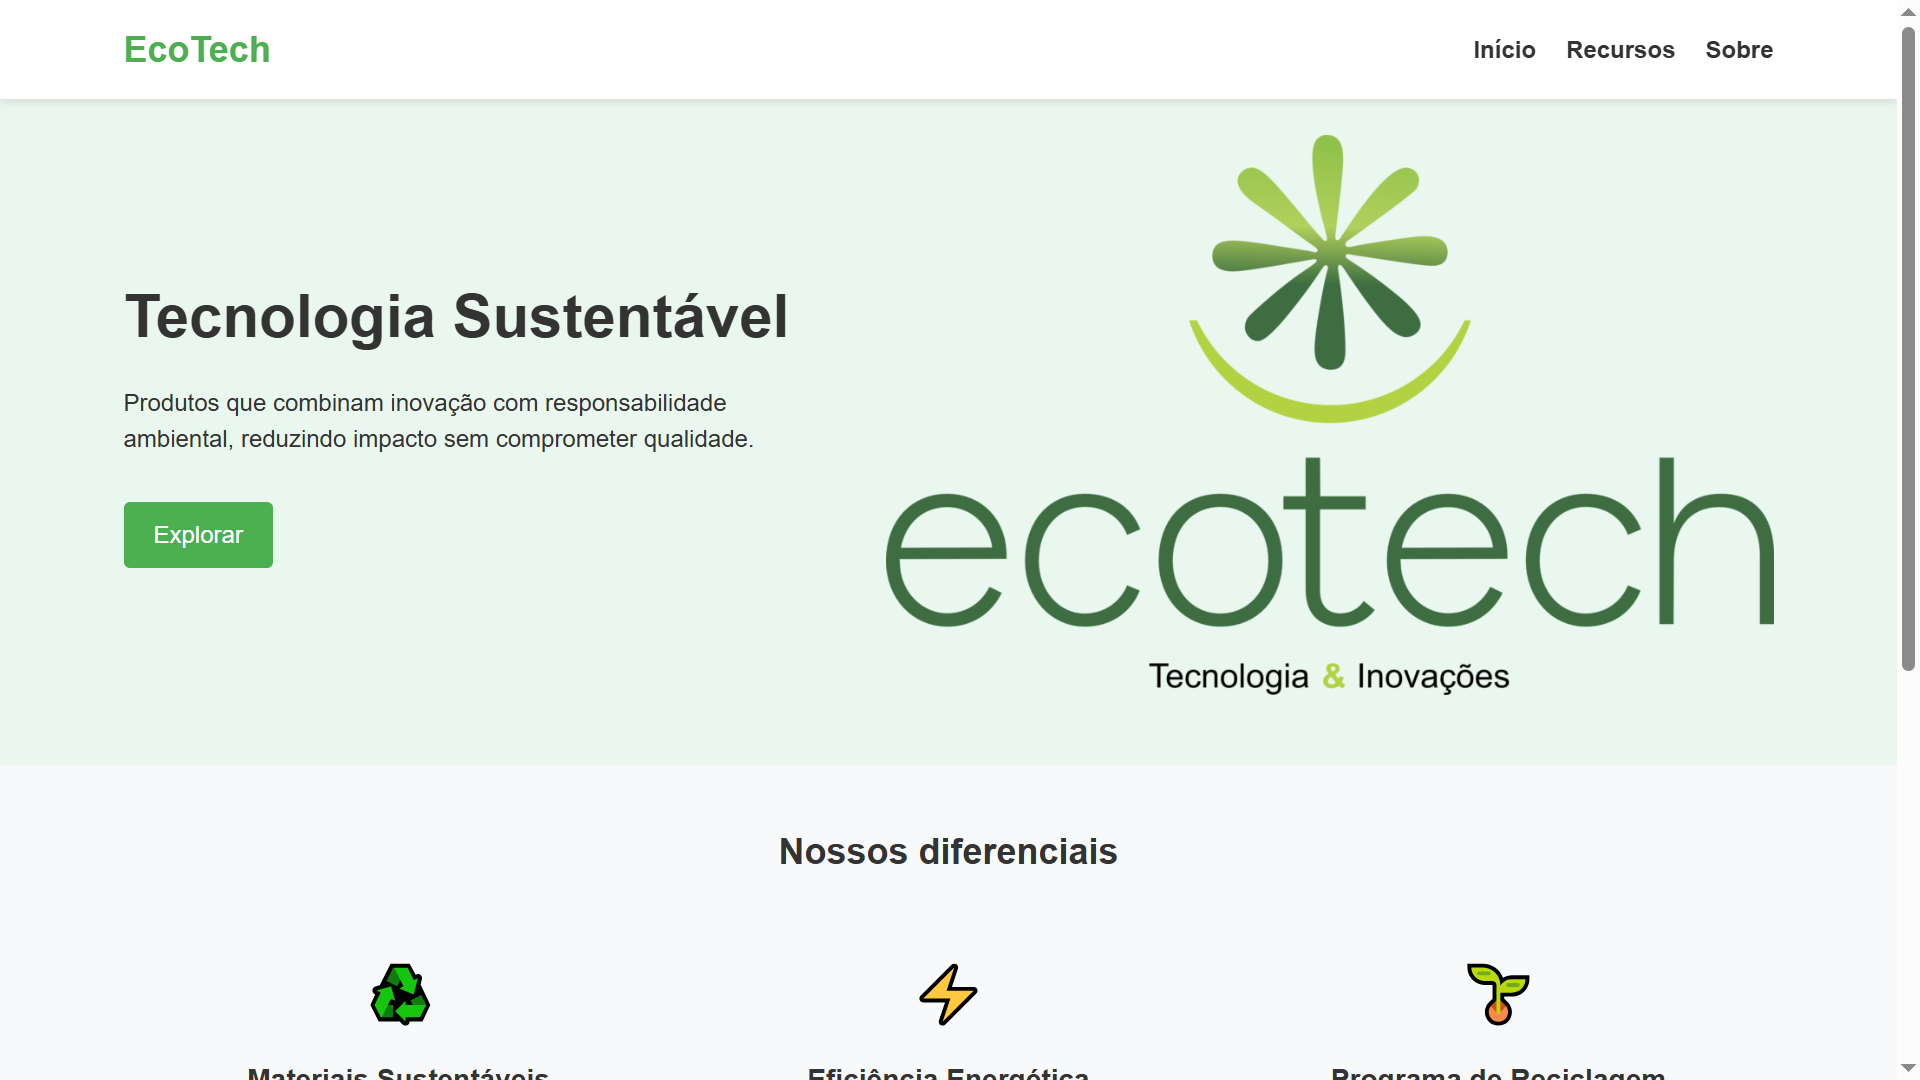 EcoTech
Início Recursos Sobre
Tecnologia Sustentável
Produtos que combinam inovação com responsabilidade
ambiental, reduzindo impacto sem comprometer qualidade.
Explorar
ecotech
Tecnologia & Inovações
Nossos diferenciais
Materiais Sustentáveis
Eficiência Energética
Programa de Reciclagem